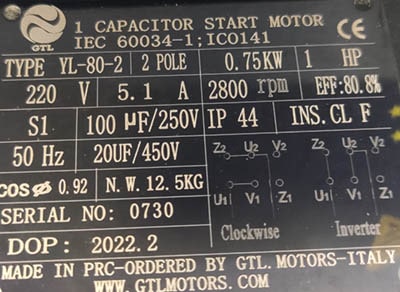 GTL
1 CAPACITOR START MOTOR
IEC 60034-1;IC0141
CE
TYPE YL-80-2 2 POLE 0.75KW 1 HP
220 V 5.1 A 2800 rpm EFF:80.8%
S1 100 μF/250V IP 44 INS.CL F
50 Hz 20UF/450V
Z2 U2 V2 Z2 U2 V2
COSØ 0.92 N.W.12.5KG
U1 V1 Z1 U1 V1 Z1
SERIAL NO: 0730
Clockwise Inverter
DOP: 2022.2
MADE IN PRC-ORDERED BY GTL.MOTORS-ITALY
WWW.GTLMOTORS.COM